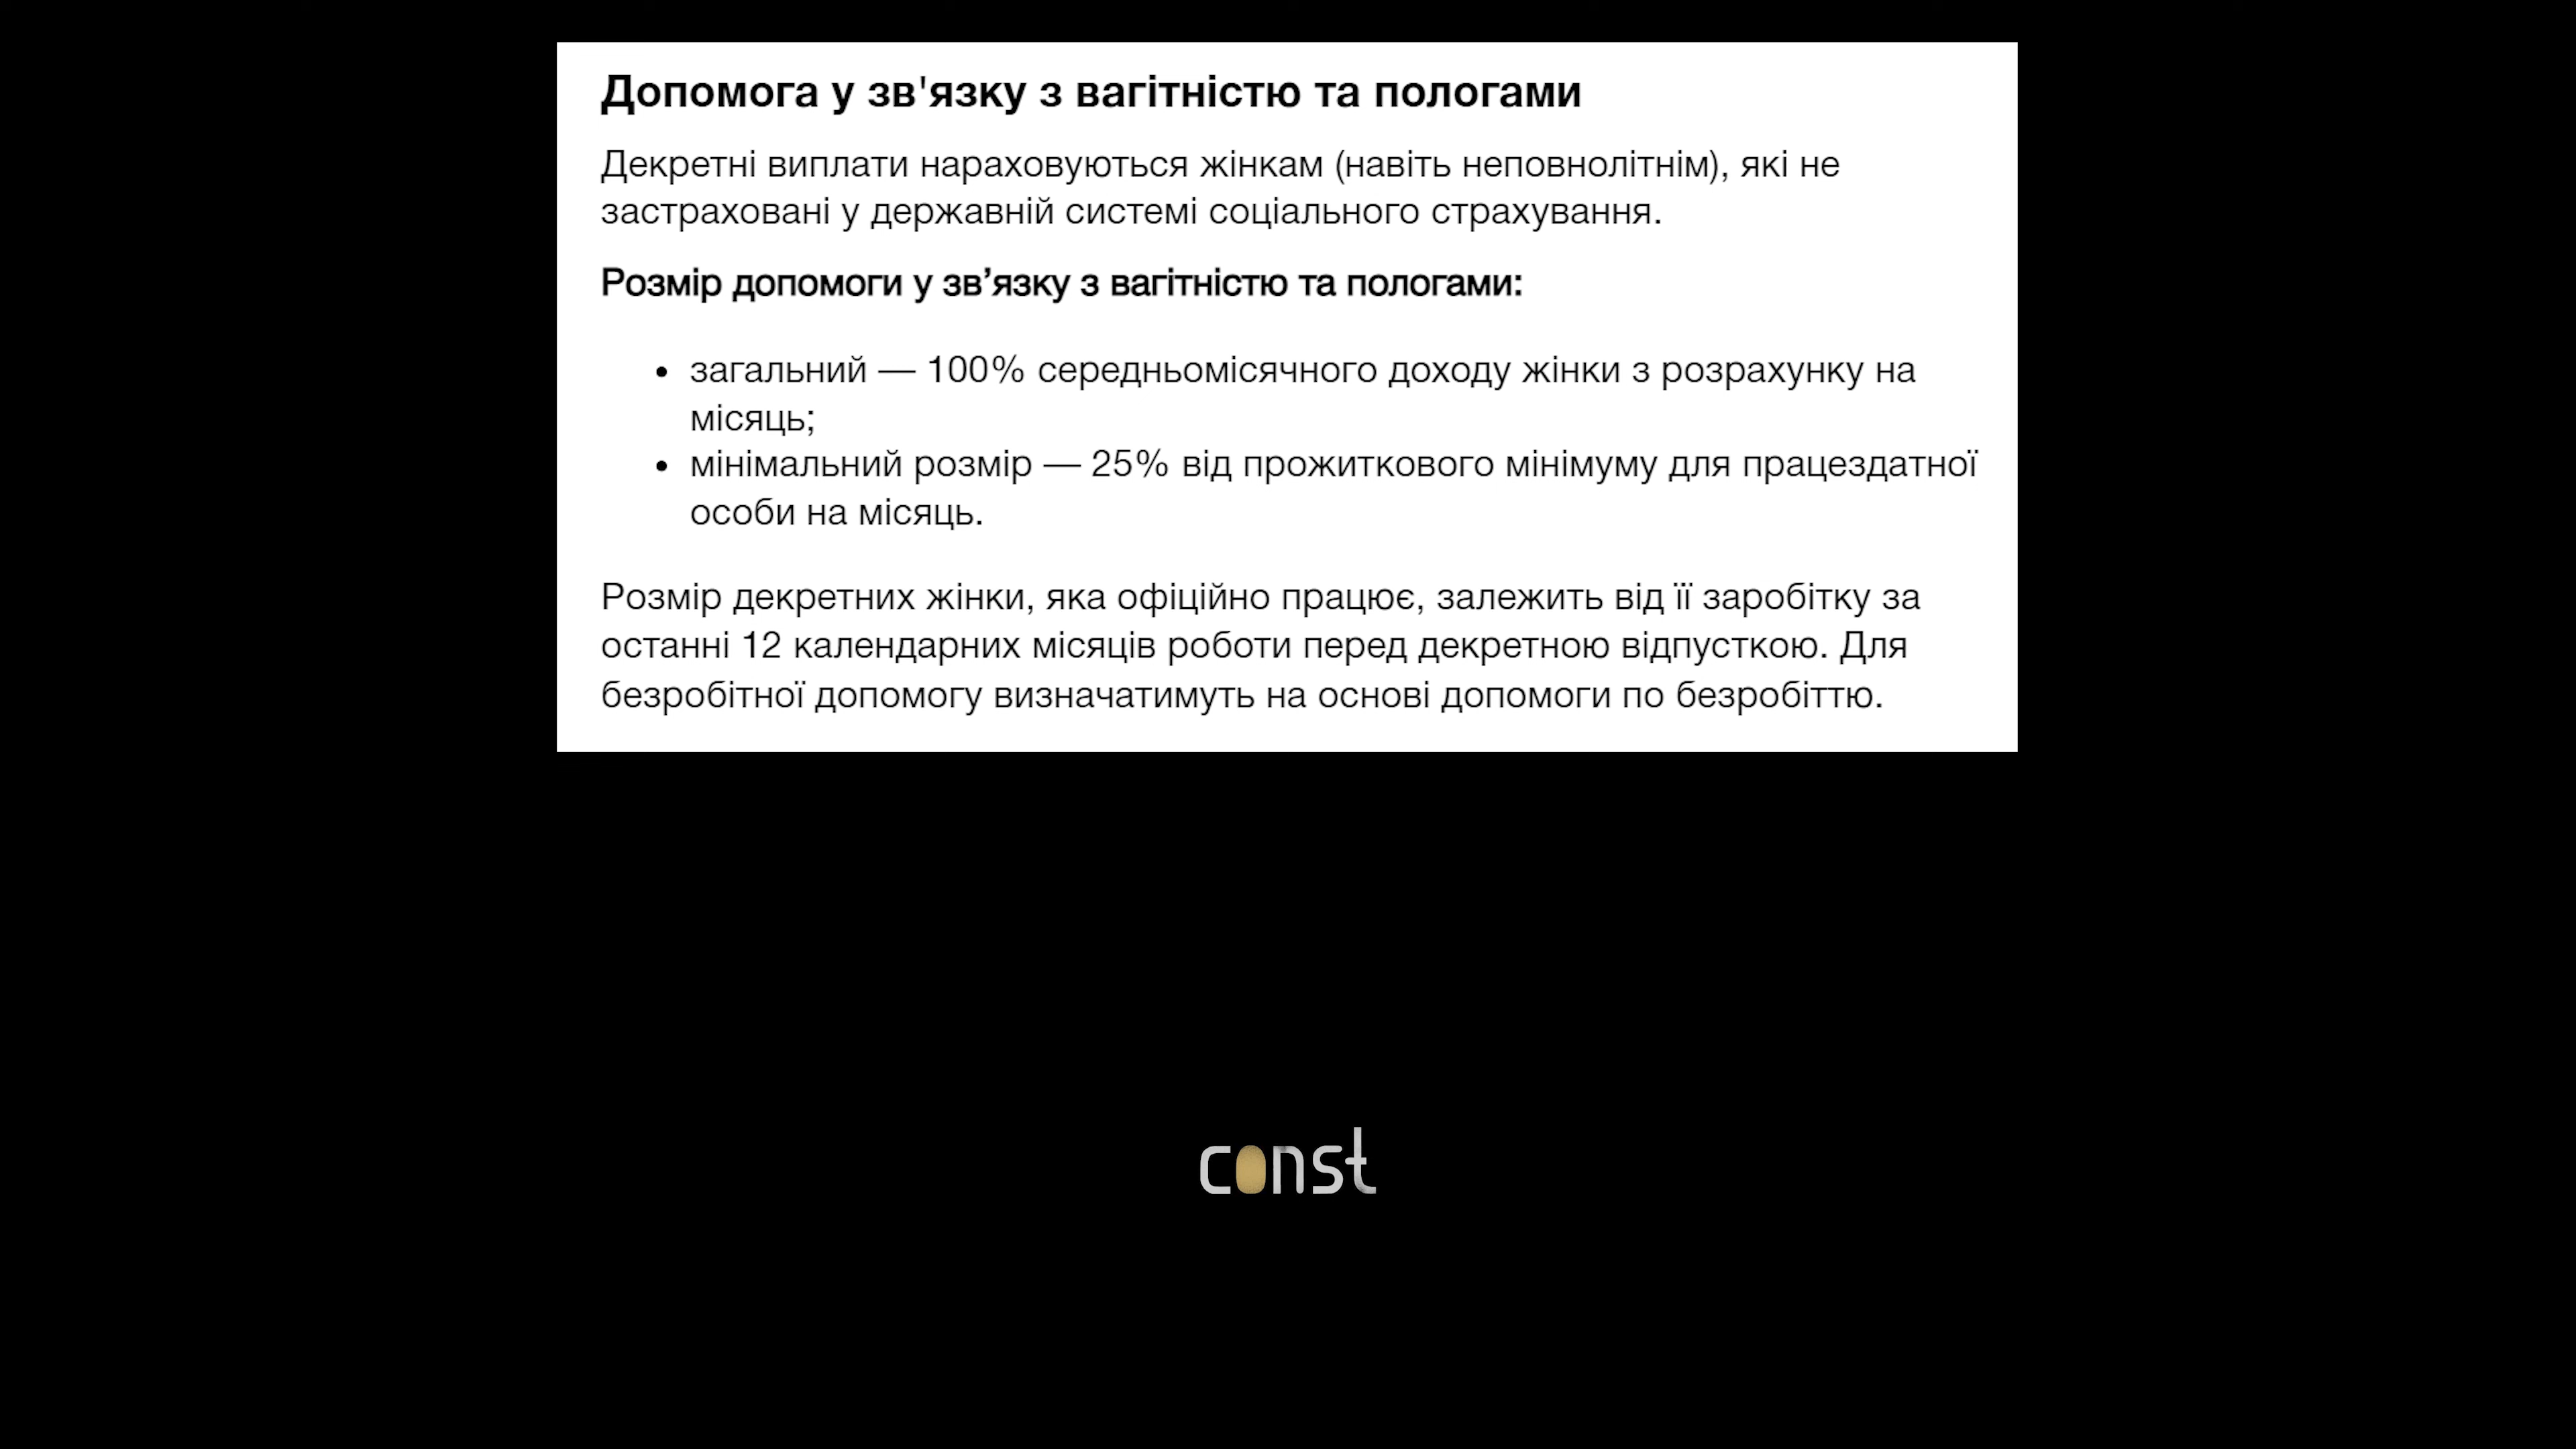 Допомога у зв'язку з вагітністю та пологами
Декретні виплати нараховуються жінкам (навіть неповнолітнім), які не
застраховані у державній системі соціального страхування.
Розмір допомоги у зв’язку з вагітністю та пологами:
• загальний — 100% середньомісячного доходу жінки з розрахунку на
місяць;
• мінімальний розмір — 25% від прожиткового мінімуму для працездатної
особи на місяць.
Розмір декретних жінки, яка офіційно працює, залежить від її заробітку за
останні 12 календарних місяців роботи перед декретною відпусткою. Для
безробітної допомогу визначатимуть на основі допомоги по безробіттю.
const